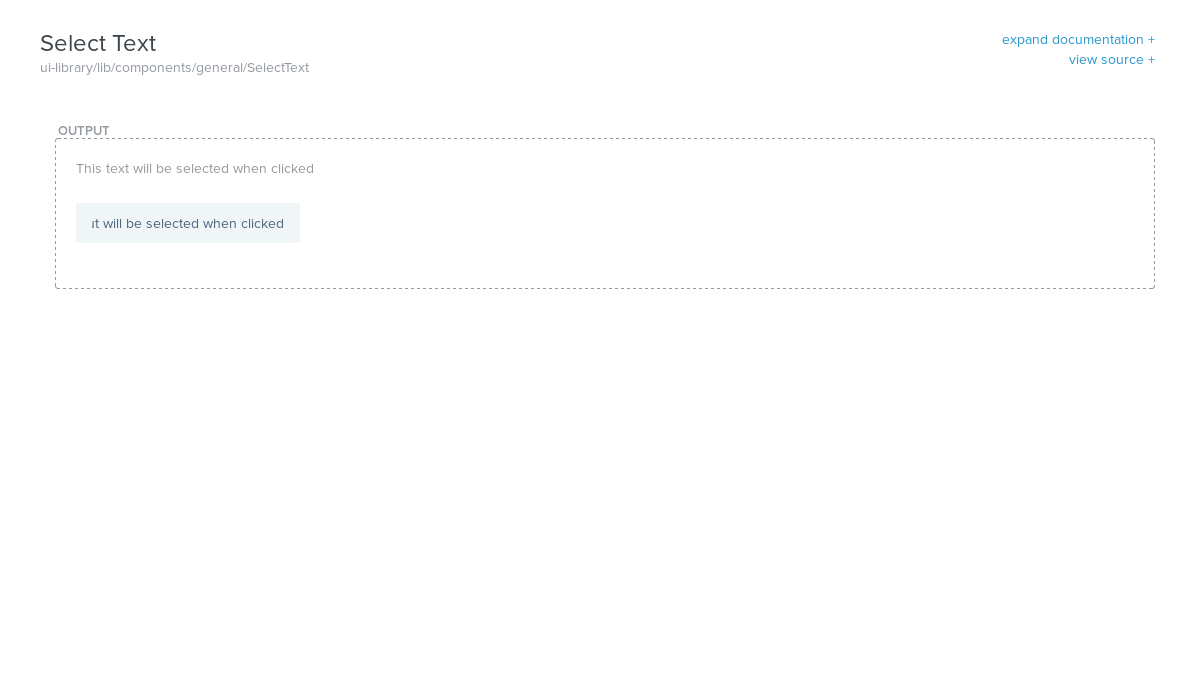 Select Text
ui-library/lib/components/general/SelectText
expand documentation +
view source +
OUTPUT
This text will be selected when clicked
will be selected when clicked